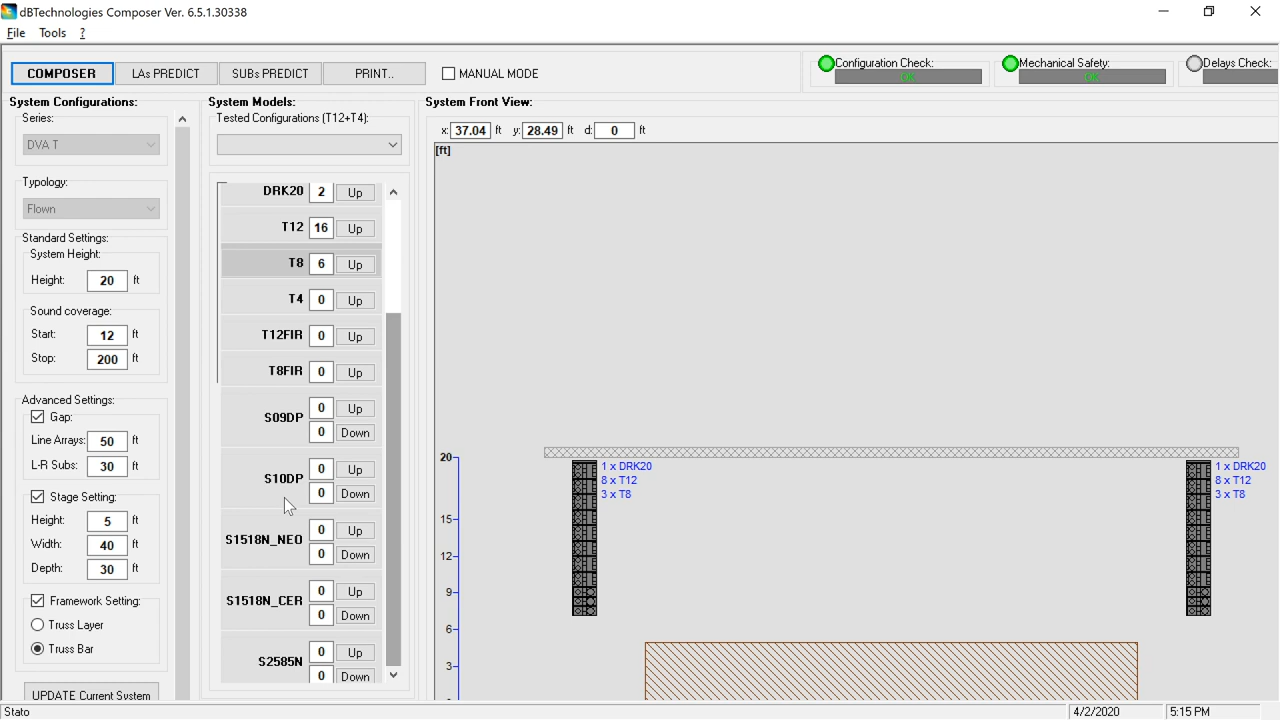 dBTechnologies Composer Ver. 6.5.1.30338
File Tools ?
COMPOSER LAs PREDICT SUBs PREDICT PRINT.. MANUAL MODE
Configuration Check: OK
Mechanical Safety: OK
Delays Check:
System Configurations:
Series:
DVA T
Typology:
Flown
Standard Settings:
System Height:
Height: 20 ft
Sound coverage:
Start: 12 ft
Stop: 200 ft
Advanced Settings:
Gap:
Line Arrays: 50 ft
L-R Subs: 30 ft
Stage Setting:
Height: 5 ft
Width: 40 ft
Depth: 30 ft
Framework Setting:
Truss Layer
Truss Bar
UPDATE Current System
System Models:
Tested Configurations (T12+T4):
DRK20 2 Up
T12 16 Up
T8 6 Up
T4 0 Up
T12FIR 0 Up
T8FIR 0 Up
S09DP 0 Up
0 Down
S10DP 0 Up
0 Down
S1518N_NEO 0 Up
0 Down
S1518N_CER 0 Up
0 Down
S2585N 0 Up
0 Down
System Front View:
x: 37.04 ft y: 28.49 ft d: 0 ft
[ft]
20
15
12
9
6
3
1 x DRK20
8 x T12
3 x T8
1 x DRK20
8 x T12
3 x T8
Stato
4/2/2020 5:15 PM